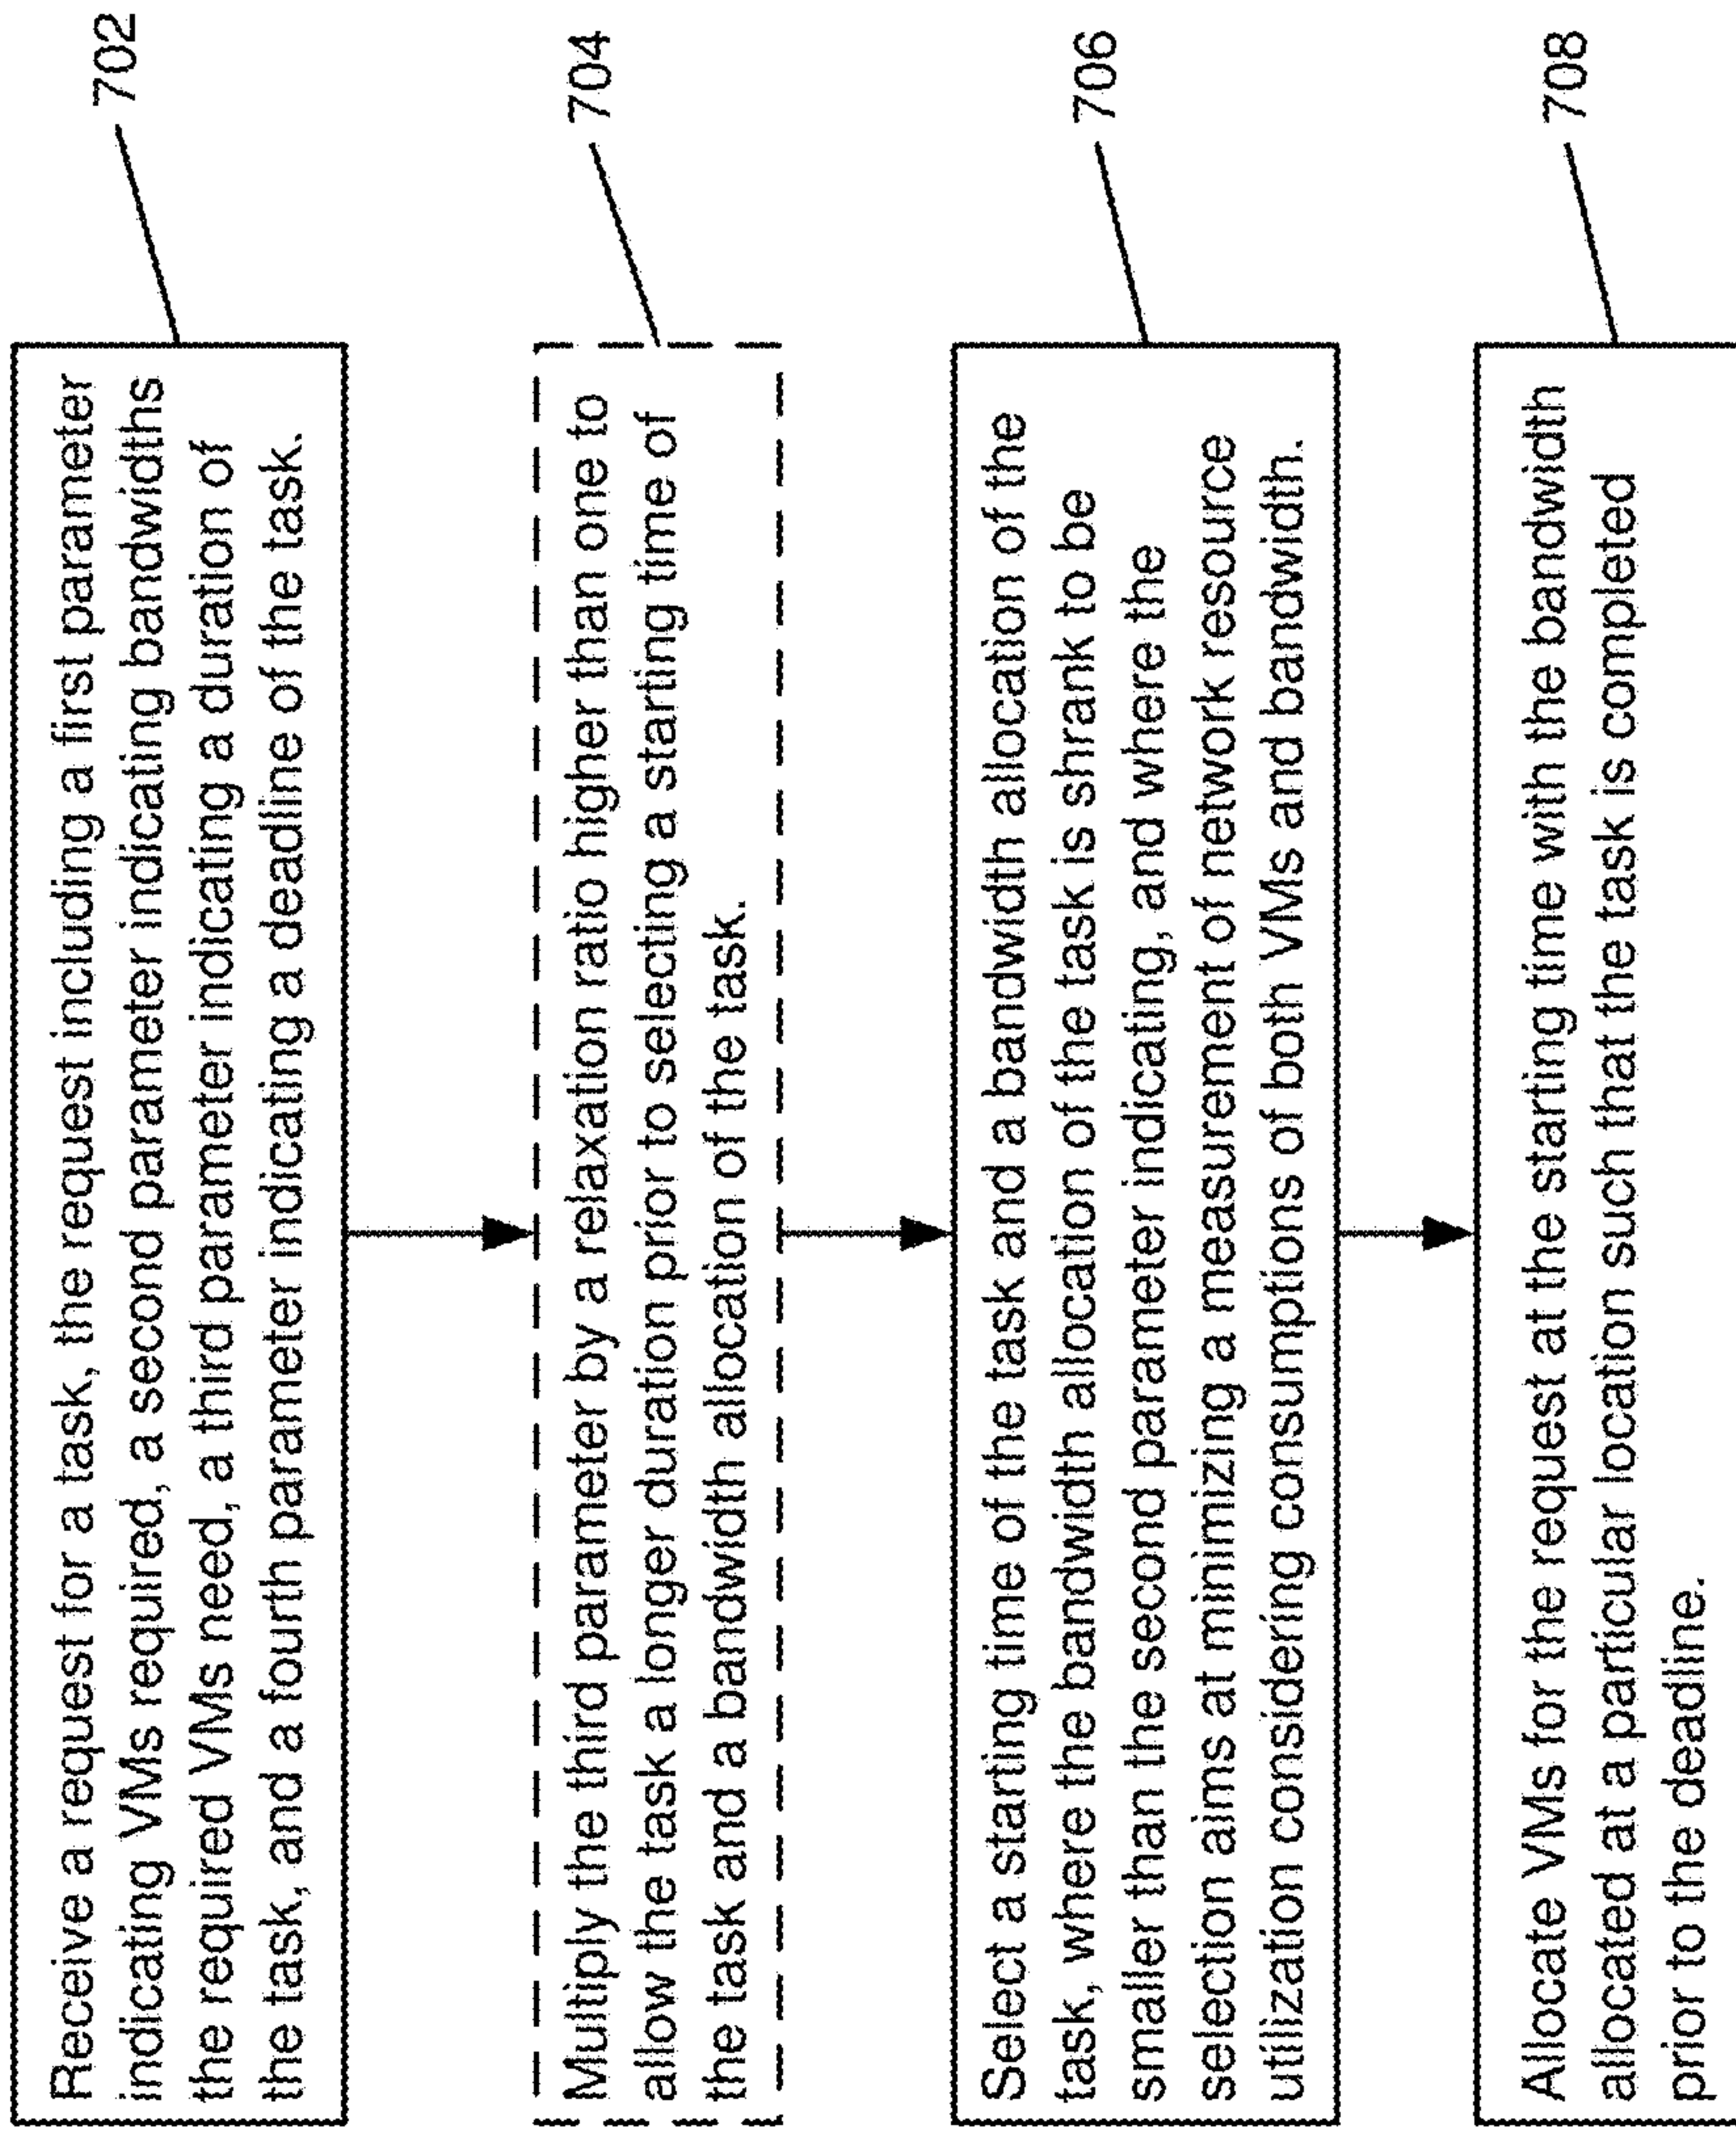 Receive a request for a task, the request including a first parameter
indicating VMs required, a second parameter indicating bandwidths
the required VMs need, a third parameter indicating a duration of
the task, and a fourth parameter indicating a deadline of the task.
702
Multiply the third parameter by a relaxation ratio higher than one to
allow the task a longer duration prior to selecting a starting time of
the task and a bandwidth allocation of the task.
704
Select a starting time of the task and a bandwidth allocation of the
task, where the bandwidth allocation of the task is shrank to be
smaller than the second parameter indicating, and where the
selection aims at minimizing a measurement of network resource
utilization considering consumptions of both VMs and bandwidth.
706
Allocate VMs for the request at the starting time with the bandwidth
allocated at a particular location such that the task is completed
prior to the deadline.
708